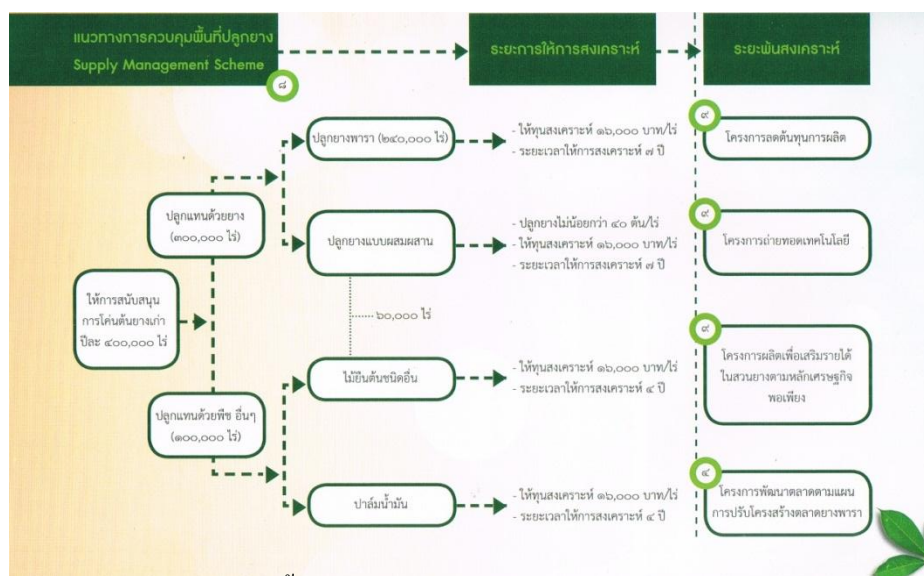 แนวทางการควบคุมพื้นที่ปลูกยาง
Supply Management Scheme
๘
ระยะการให้การสงเคราะห์
ระยะพ้นสงเคราะห์
ให้การสนับสนุน
การโค่นต้นยางเก่า
ปีละ ๔๐๐,๐๐๐ ไร่
ปลูกแทนด้วยยาง
(๓๐๐,๐๐๐ ไร่)
ปลูกแทนด้วยพืช อื่นๆ
(๑๐๐,๐๐๐ ไร่)
ปลูกยางพารา (๒๔๐,๐๐๐ ไร่)
- ให้ทุนสงเคราะห์ ๑๖,๐๐๐ บาท/ไร่
- ระยะเวลาให้การสงเคราะห์ ๗ ปี
ปลูกยางแบบผสมผสาน
- ปลูกยางไม่น้อยกว่า ๔๐ ต้น/ไร่
- ให้ทุนสงเคราะห์ ๑๖,๐๐๐ บาท/ไร่
- ระยะเวลาให้การสงเคราะห์ ๗ ปี
๖๐,๐๐๐ ไร่
ไม้ยืนต้นชนิดอื่น
- ให้ทุนสงเคราะห์ ๑๖,๐๐๐ บาท/ไร่
- ระยะเวลาให้การสงเคราะห์ ๔ ปี
ปาล์มน้ำมัน
- ให้ทุนสงเคราะห์ ๑๖,๐๐๐ บาท/ไร่
- ระยะเวลาให้การสงเคราะห์ ๔ ปี
๙
โครงการลดต้นทุนการผลิต
๙
โครงการถ่ายทอดเทคโนโลยี
๙
โครงการผลิตเพื่อเสริมรายได้
ในสวนยางตามหลักเศรษฐกิจ
พอเพียง
๔
โครงการพัฒนาตลาดตามแผน
การปรับโครงสร้างตลาดยางพารา